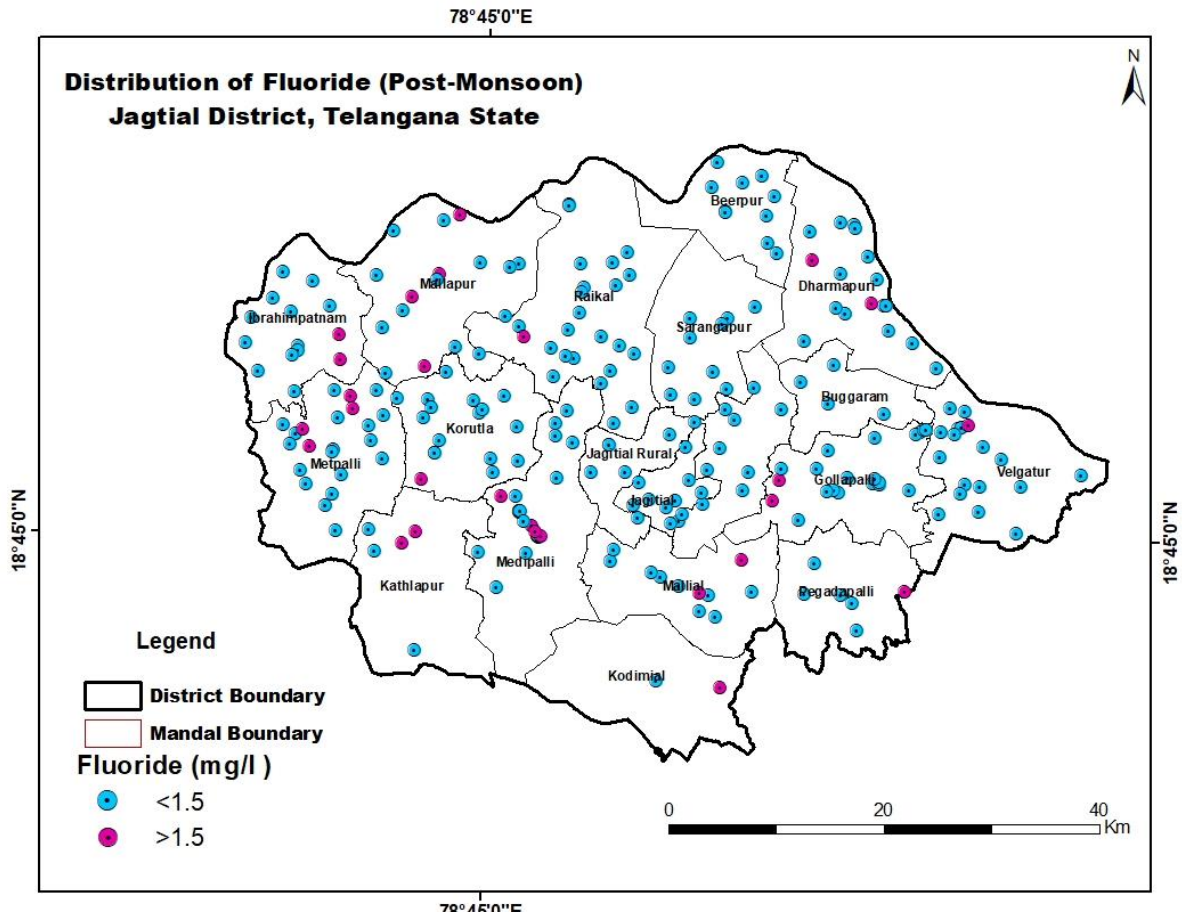 78°45'0"E
N
Distribution of Fluoride (Post-Monsoon)
Jagtial District, Telangana State
Beerpur
Mallapur
Raikal
Dharmapuri
Ibrahimpatnam
Sarangapur
Buggaram
Korutla
Jagitial Rural
Metpalli
Gollapalli
Velgatur
Jagitial
18°45'0"N
18°45'0"N
Medipalli
Kathlapur
Mallial
Pegadapalli
Kodimial
Legend
District Boundary
Mandal Boundary
Fluoride (mg/l )
<1.5
>1.5
0 20 40
Km
78°45'0"E